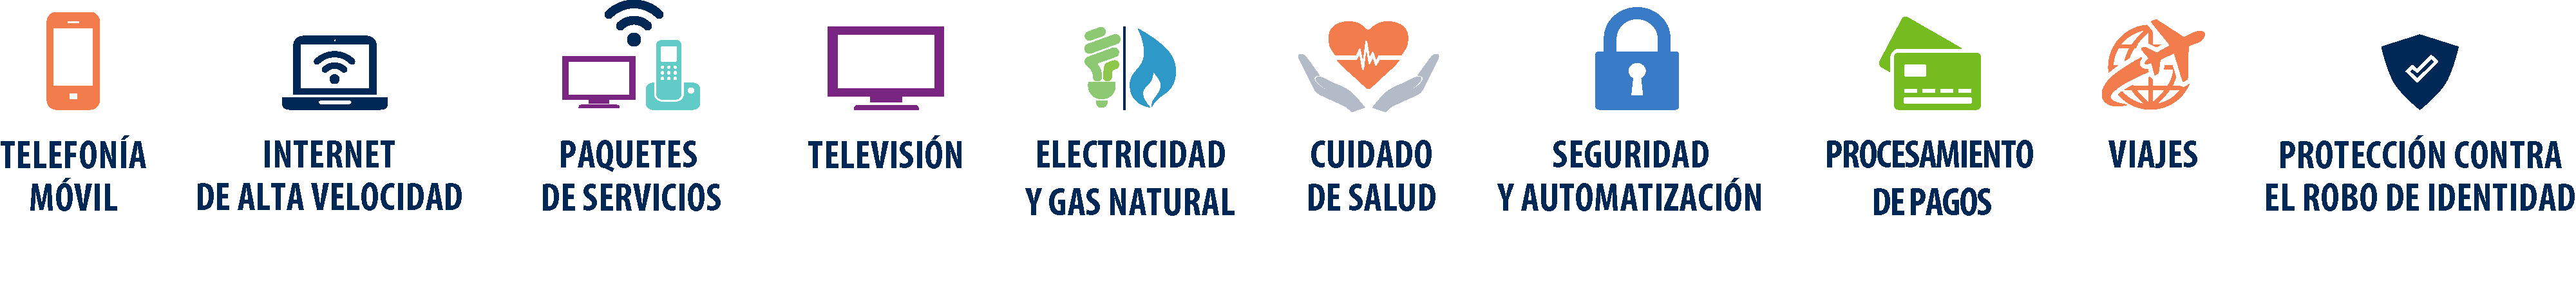 TELEFONÍA
MÓVIL
INTERNET
DE ALTA VELOCIDAD
PAQUETES
DE SERVICIOS
TELEVISIÓN
ELECTRICIDAD
Y GAS NATURAL
CUIDADO
DE SALUD
SEGURIDAD
Y AUTOMATIZACIÓN
PROCESAMIENTO
DE PAGOS
VIAJES
PROTECCIÓN CONTRA
EL ROBO DE IDENTIDAD